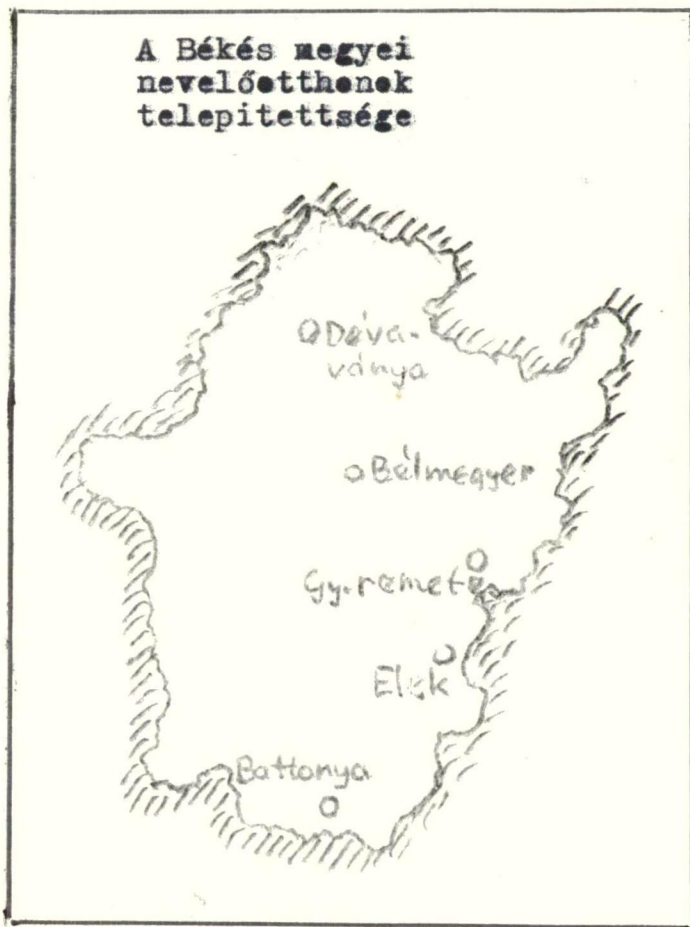 A Békés megyei
nevelőotthonok
telepitettsége
Déva-
ványa
Bélmegyer
Gy.remete
Elek
Battonya